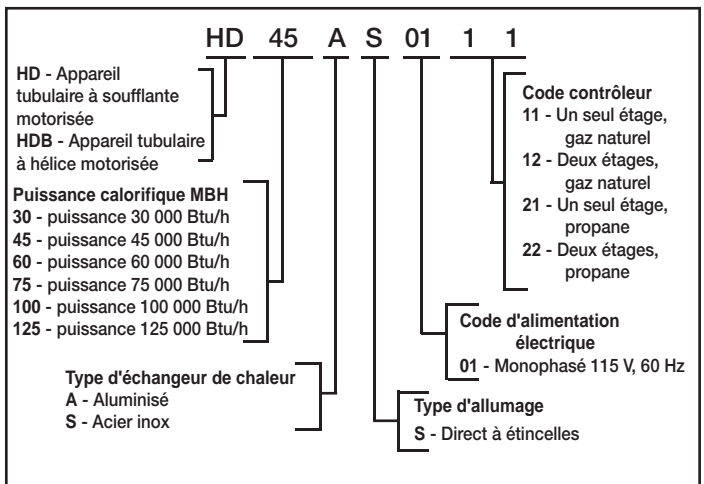 HD 45 A S 01 1 1
HD - Appareil
tubulaire à soufflante
motorisée
HDB - Appareil tubulaire
à hélice motorisée
Puissance calorifique MBH
30 - puissance 30 000 Btu/h
45 - puissance 45 000 Btu/h
60 - puissance 60 000 Btu/h
75 - puissance 75 000 Btu/h
100 - puissance 100 000 Btu/h
125 - puissance 125 000 Btu/h
Type d'échangeur de chaleur
A - Aluminisé
S - Acier inox
Code contrôleur
11 - Un seul étage,
gaz naturel
12 - Deux étages,
gaz naturel
21 - Un seul étage,
propane
22 - Deux étages,
propane
Code d'alimentation
électrique
01 - Monophasé 115 V, 60 Hz
Type d'allumage
S - Direct à étincelles